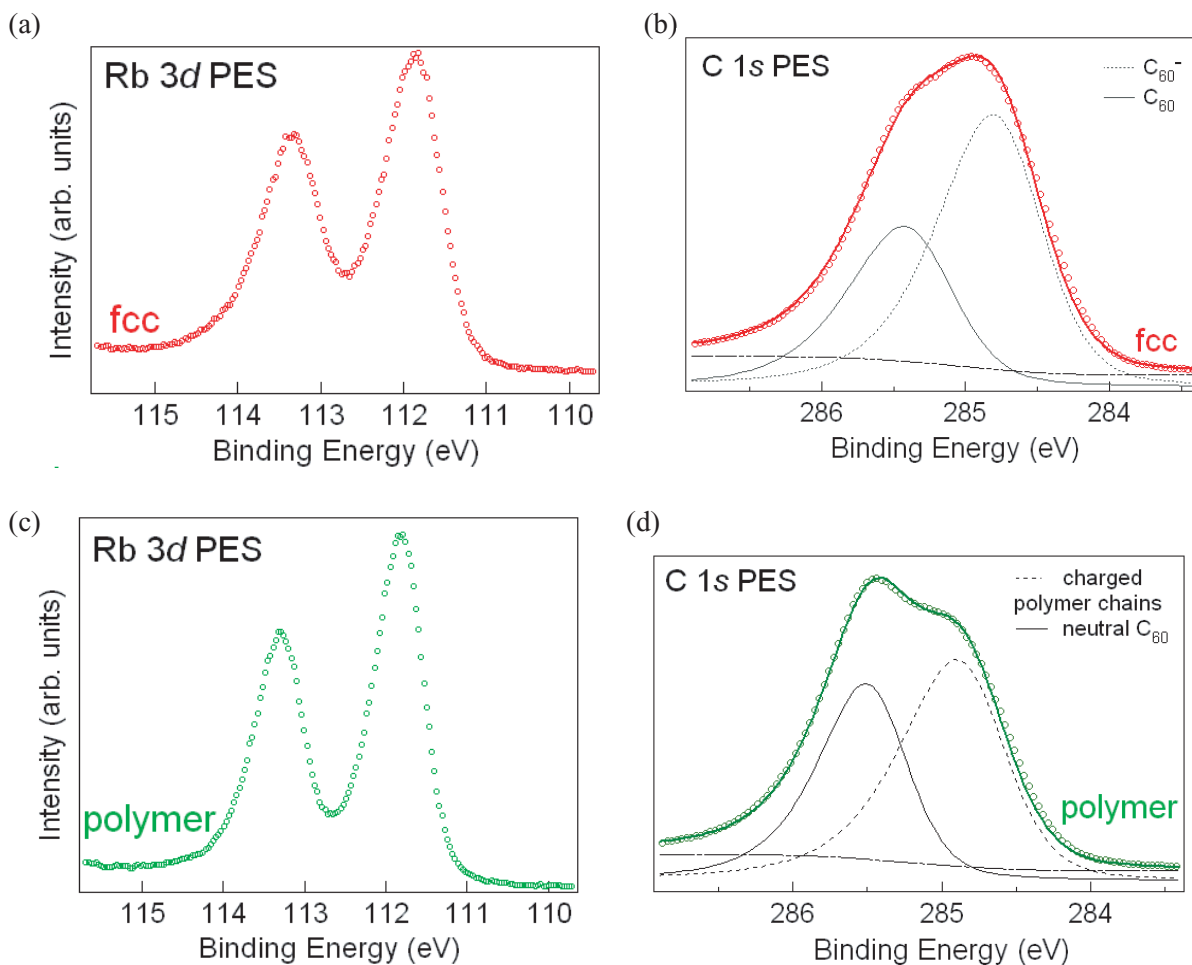 (a)
Rb 3d PES
fcc
Intensity (arb. units)
115 114 113 112 111 110
Binding Energy (eV)
(b)
C 1s PES
C60-
C60
fcc
286 285 284
Binding Energy (eV)
(c)
Rb 3d PES
polymer
Intensity (arb. units)
115 114 113 112 111 110
Binding Energy (eV)
(d)
C 1s PES
charged
polymer chains
neutral C60
polymer
286 285 284
Binding Energy (eV)